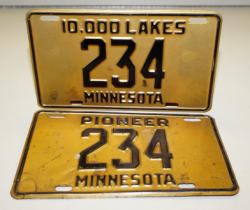 10,000 LAKES
234
MINNESOTA
PIONEER
234
MINNESOTA